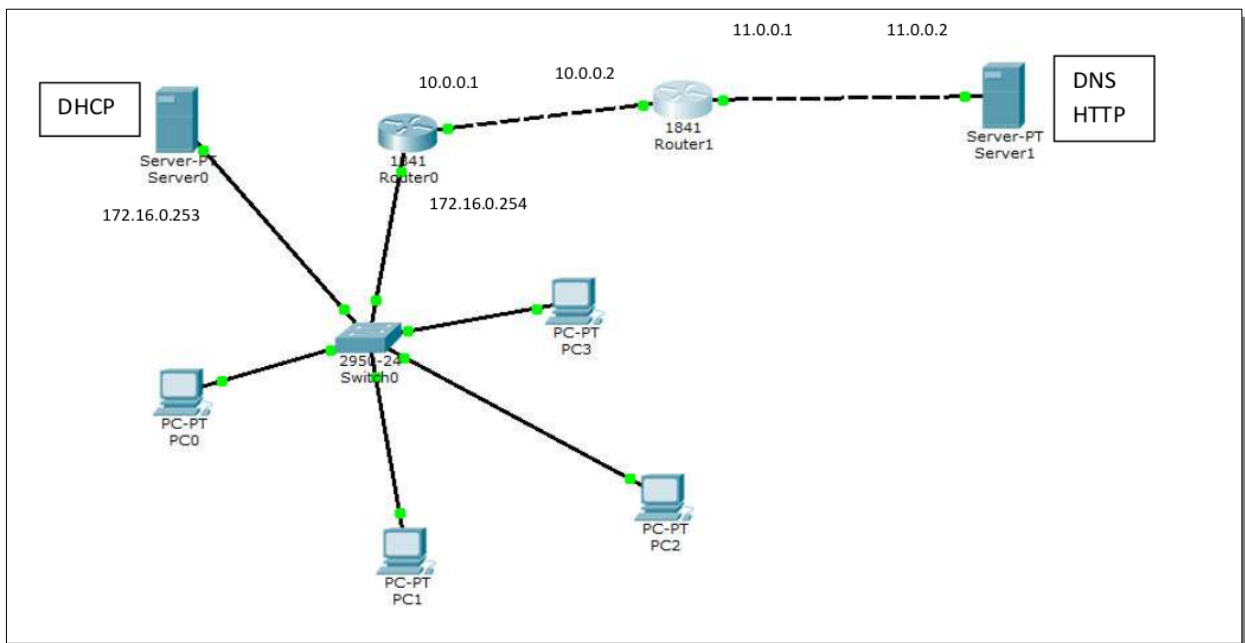 11.0.0.1
11.0.0.2
10.0.0.1
10.0.0.2
DHCP
DNS
HTTP
1841
Router1
Server-PT
Server1
Server-PT
Server0
1841
Router0
172.16.0.253
172.16.0.254
PC-PT
PC3
2950-24
Switch0
PC-PT
PC0
PC-PT
PC2
PC-PT
PC1